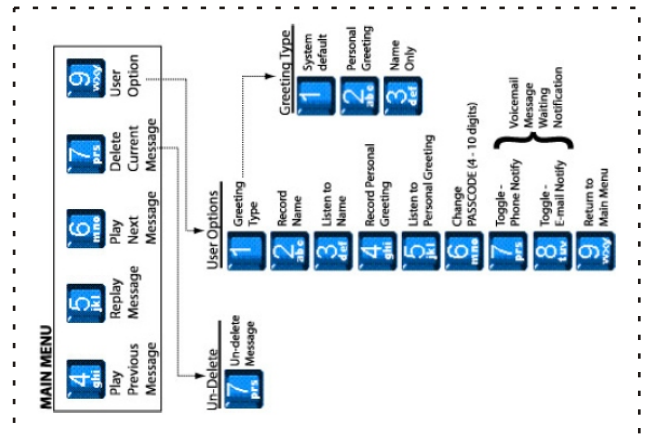 MAIN MENU
4 ghi
Play
Previous
Message
5 jkl
Replay
Message
6 mno
Play
Next
Message
7 prs
Delete
Current
Message
9 wxy
User
Option
Un-Delete
7 prs
Un-delete
Message
User Options
1
Greeting
Type
2 abc
Record
Name
3 def
Listen to
Name
4 ghi
Record Personal
Greeting
5 jkl
Listen to
Personal Greeting
6 mno
Change
PASSCODE (4 - 10 digits)
7 prs
Toggle -
Phone Notify
8 tuv
Toggle -
E-mail Notify
Voicemail
Message
Waiting
Notification
9 wxy
Return to
Main Menu
Greeting Type
1
System
default
2 abc
Personal
Greeting
3 def
Name
Only